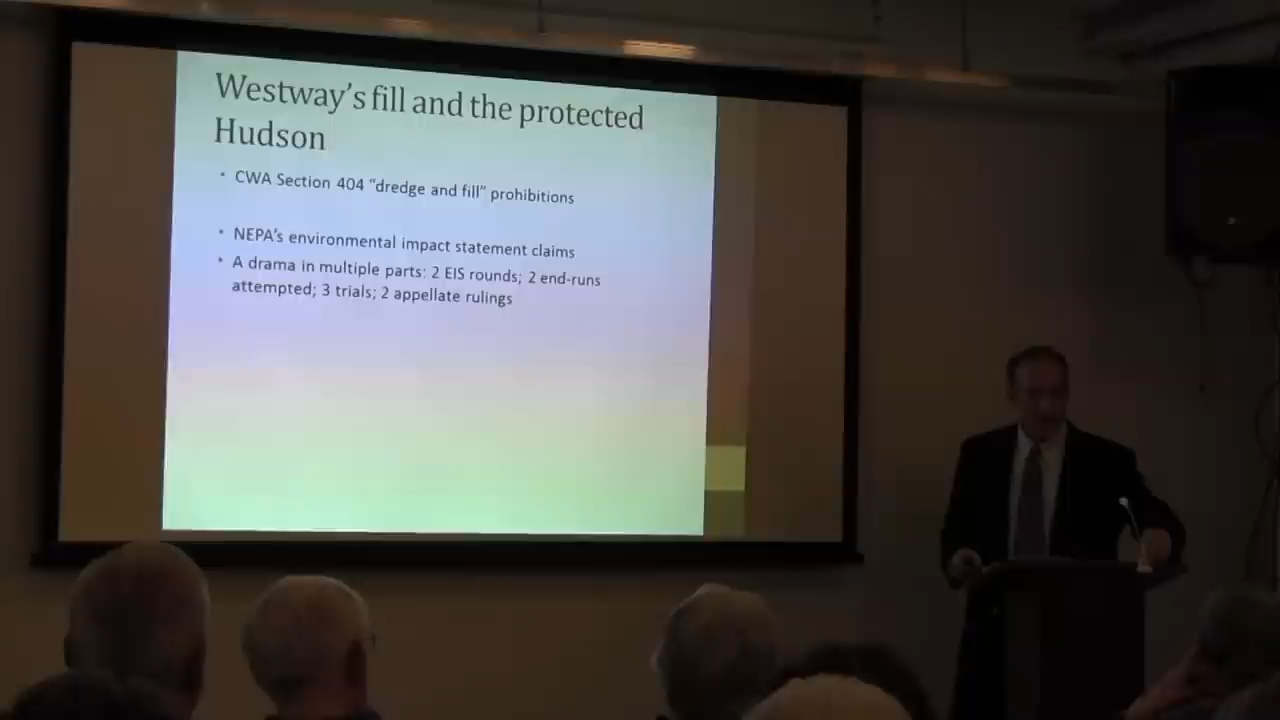 Westway’s fill and the protected
Hudson
• CWA Section 404 “dredge and fill” prohibitions
• NEPA’s environmental impact statement claims
• A drama in multiple parts: 2 EIS rounds; 2 end-runs
attempted; 3 trials; 2 appellate rulings